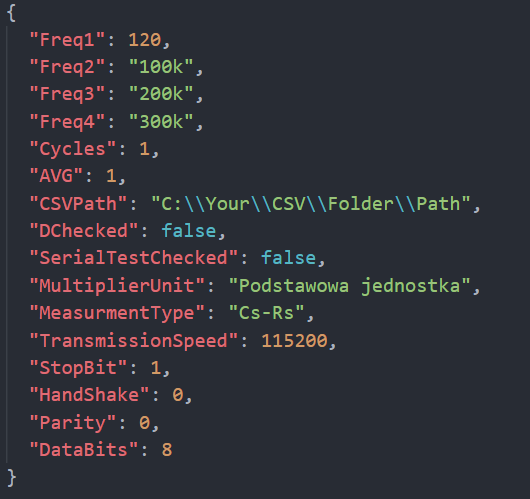 {
"Freq1": 120,
"Freq2": "100k",
"Freq3": "200k",
"Freq4": "300k",
"Cycles": 1,
"AVG": 1,
"CSVPath": "C:\\Your\\CSV\\Folder\\Path",
"DChecked": false,
"SerialTestChecked": false,
"MultiplierUnit": "Podstawowa jednostka",
"MeasurmentType": "Cs-Rs",
"TransmissionSpeed": 115200,
"StopBit": 1,
"HandShake": 0,
"Parity": 0,
"DataBits": 8
}